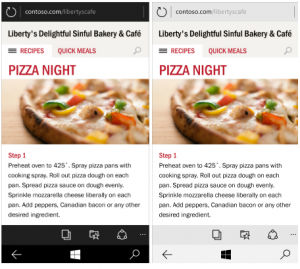 contoso.com/libertyscafe
Liberty's Delightful Sinful Bakery & Café
RECIPES QUICK MEALS
PIZZA NIGHT
Step 1
Preheat oven to 425˚. Spray pizza pans with
cooking spray. Roll out pizza dough on each
pan. Spread pizza sauce on dough evenly.
Sprinkle mozzarella cheese liberally on each
pan. Add peppers, Canadian bacon or any other
desired ingredient.
contoso.com/libertyscafe
Liberty's Delightful Sinful Bakery & Café
RECIPES QUICK MEALS
PIZZA NIGHT
Step 1
Preheat oven to 425˚. Spray pizza pans with
cooking spray. Roll out pizza dough on each
pan. Spread pizza sauce on dough evenly.
Sprinkle mozzarella cheese liberally on each
pan. Add peppers, Canadian bacon or any other
desired ingredient.